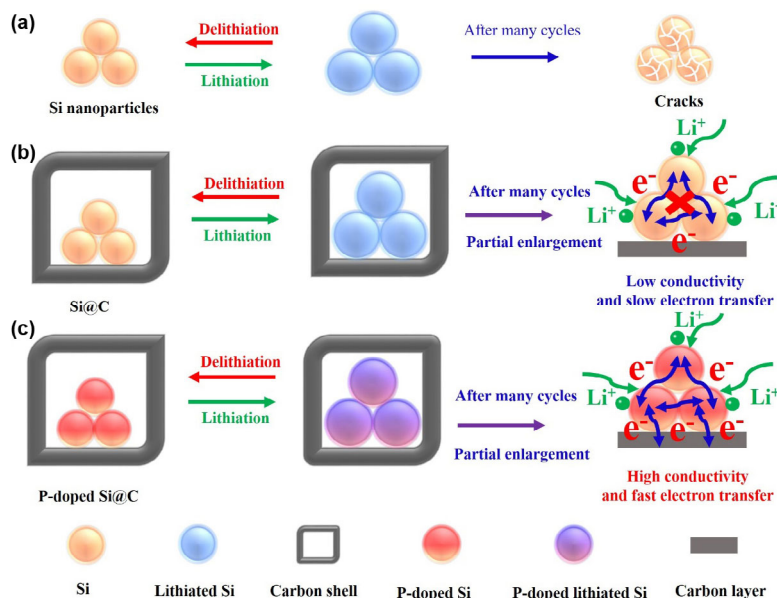 (a)
Delithiation
Lithiation
After many cycles
Si nanoparticles
Cracks
(b)
Delithiation
Lithiation
After many cycles
Partial enlargement
Li⁺
e⁻
e⁻
Li⁺
Li⁺
e⁻
Si@C
Low conductivity
and slow electron transfer
(c)
Delithiation
Lithiation
After many cycles
Partial enlargement
Li⁺
e⁻
e⁻
Li⁺
Li⁺
e⁻ e⁻ e⁻
P-doped Si@C
High conductivity
and fast electron transfer
Si
Lithiated Si
Carbon shell
P-doped Si
P-doped lithiated Si
Carbon layer